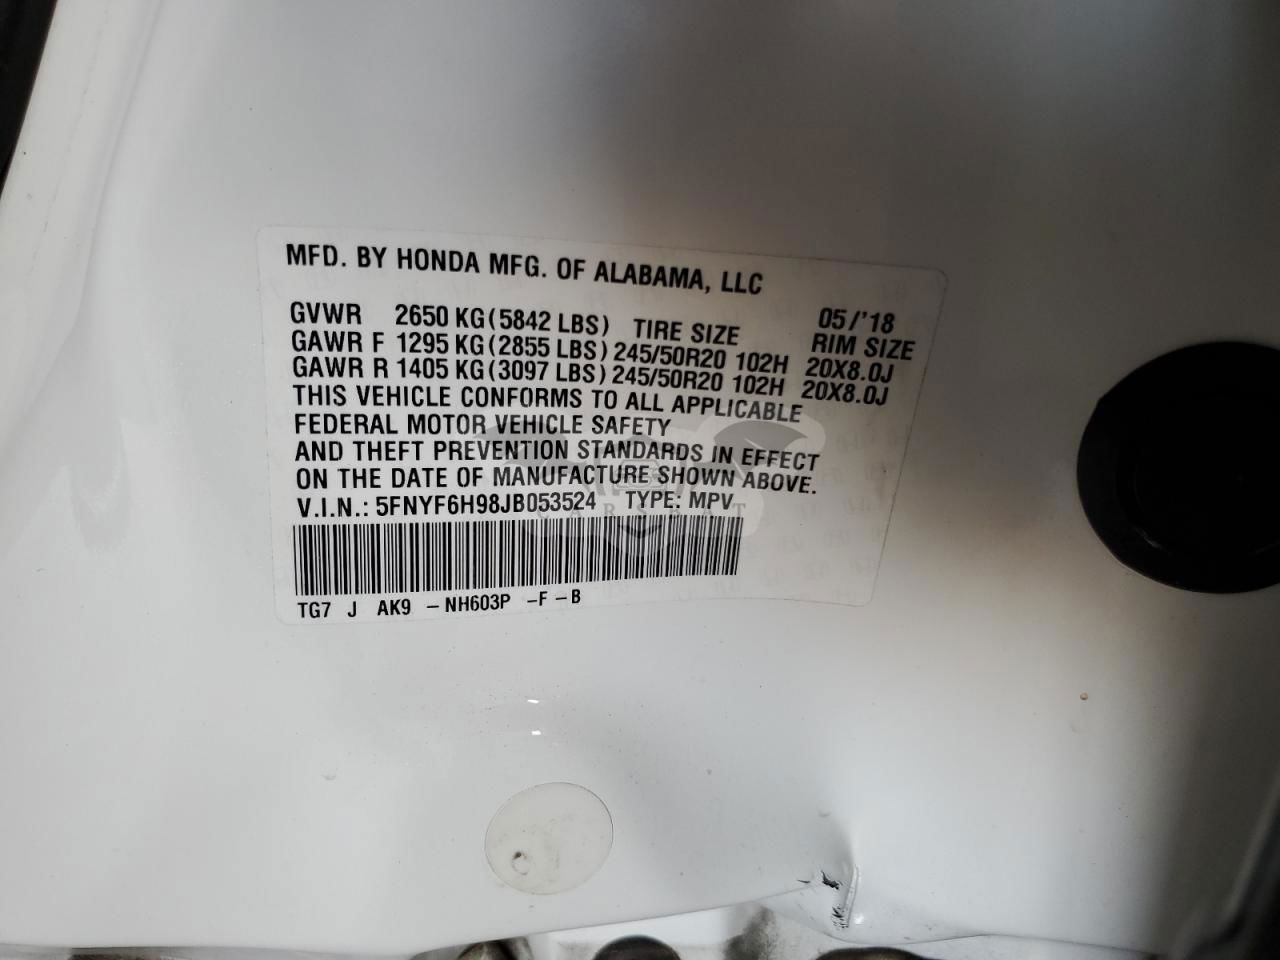 MFD. BY HONDA MFG. OF ALABAMA, LLC
GVWR 2650 KG(5842 LBS) TIRE SIZE 05/'18 RIM SIZE
GAWR F 1295 KG(2855 LBS) 245/50R20 102H 20X8.0J
GAWR R 1405 KG(3097 LBS) 245/50R20 102H 20X8.0J
THIS VEHICLE CONFORMS TO ALL APPLICABLE
FEDERAL MOTOR VEHICLE SAFETY
AND THEFT PREVENTION STANDARDS IN EFFECT
ON THE DATE OF MANUFACTURE SHOWN ABOVE.
V.I.N.: 5FNYF6H98JB053524 TYPE: MPV
CARSBAT
TG7 J AK9 -NH603P -F-B